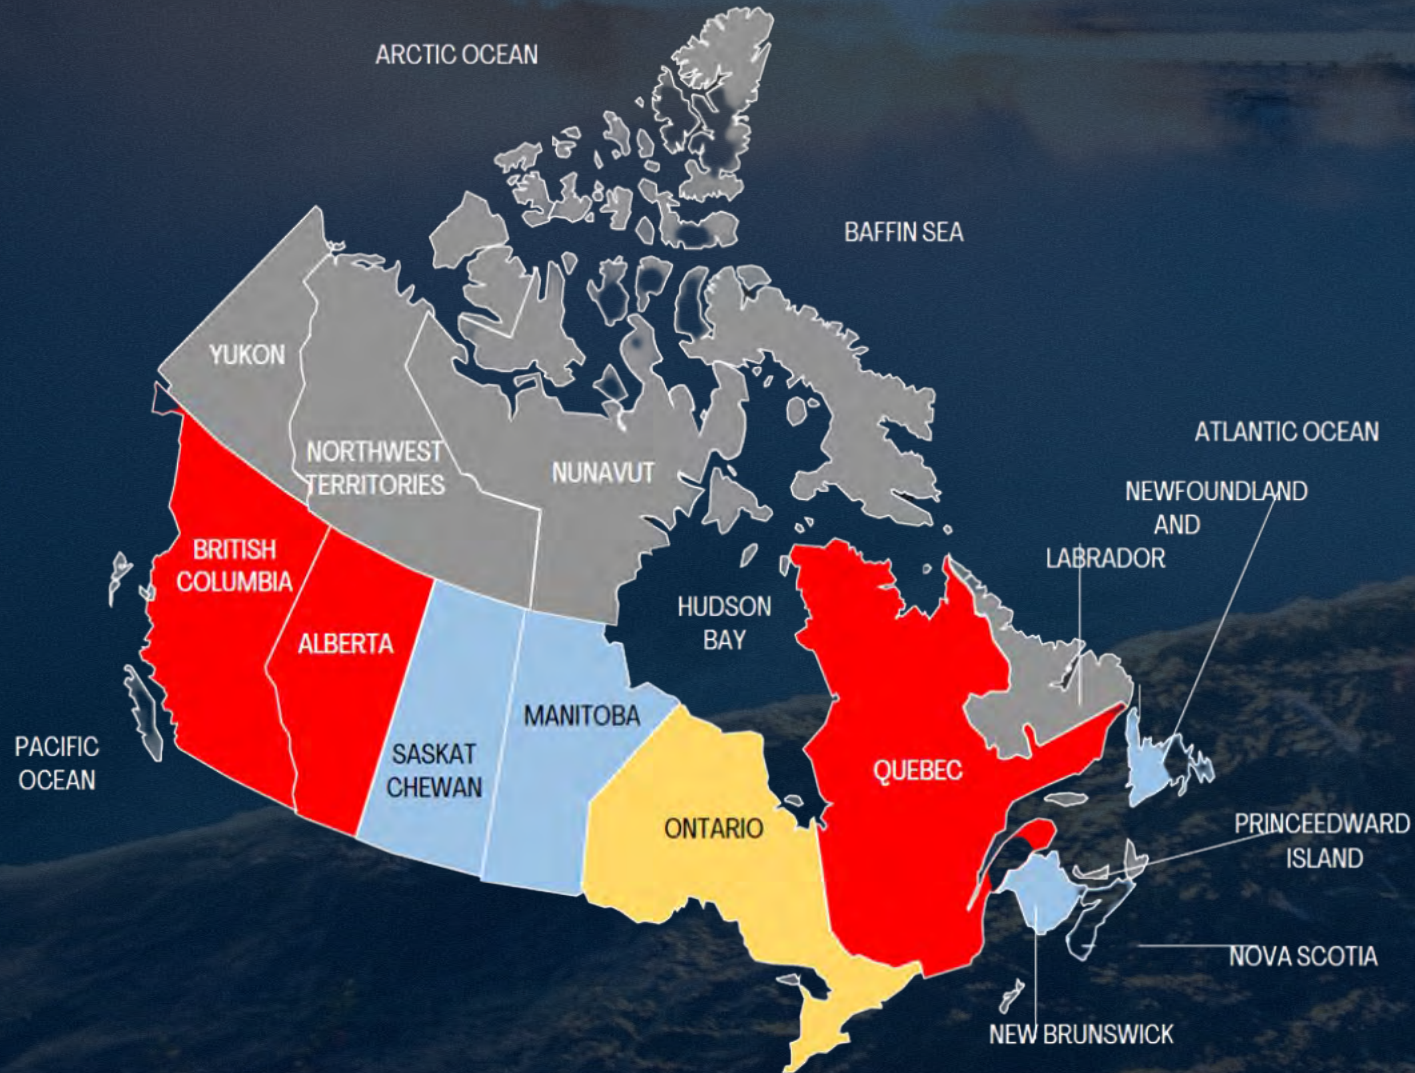 ARCTIC OCEAN
BAFFIN SEA
YUKON
NORTHWEST
TERRITORIES
NUNAVUT
ATLANTIC OCEAN
NEWFOUNDLAND
AND
LABRADOR
BRITISH
COLUMBIA
ALBERTA
HUDSON
BAY
MANITOBA
SASKAT
CHEWAN
PACIFIC
OCEAN
QUEBEC
ONTARIO
PRINCEEDWARD
ISLAND
NOVA SCOTIA
NEW BRUNSWICK